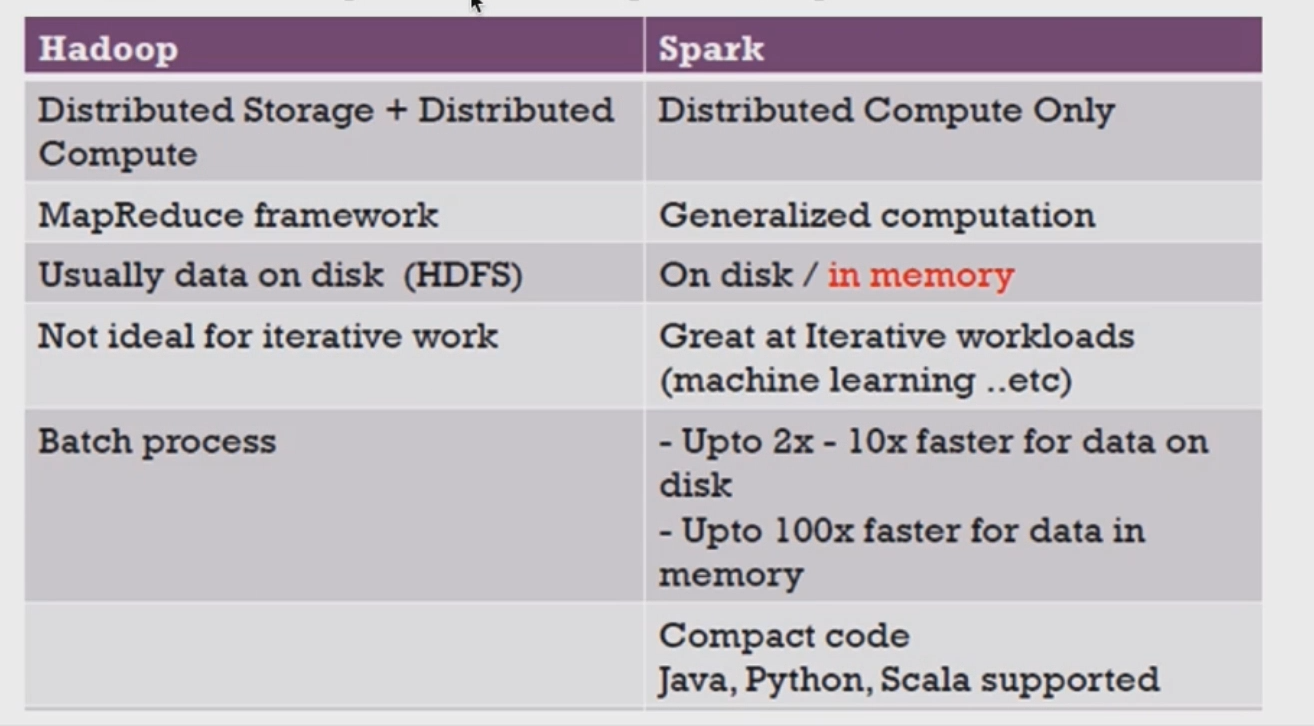 Hadoop
Spark
Distributed Storage + Distributed
Compute
Distributed Compute Only
MapReduce framework
Generalized computation
Usually data on disk (HDFS)
On disk / in memory
Not ideal for iterative work
Great at Iterative workloads
(machine learning ..etc)
Batch process
- Upto 2x - 10x faster for data on
disk
- Upto 100x faster for data in
memory
Compact code
Java, Python, Scala supported